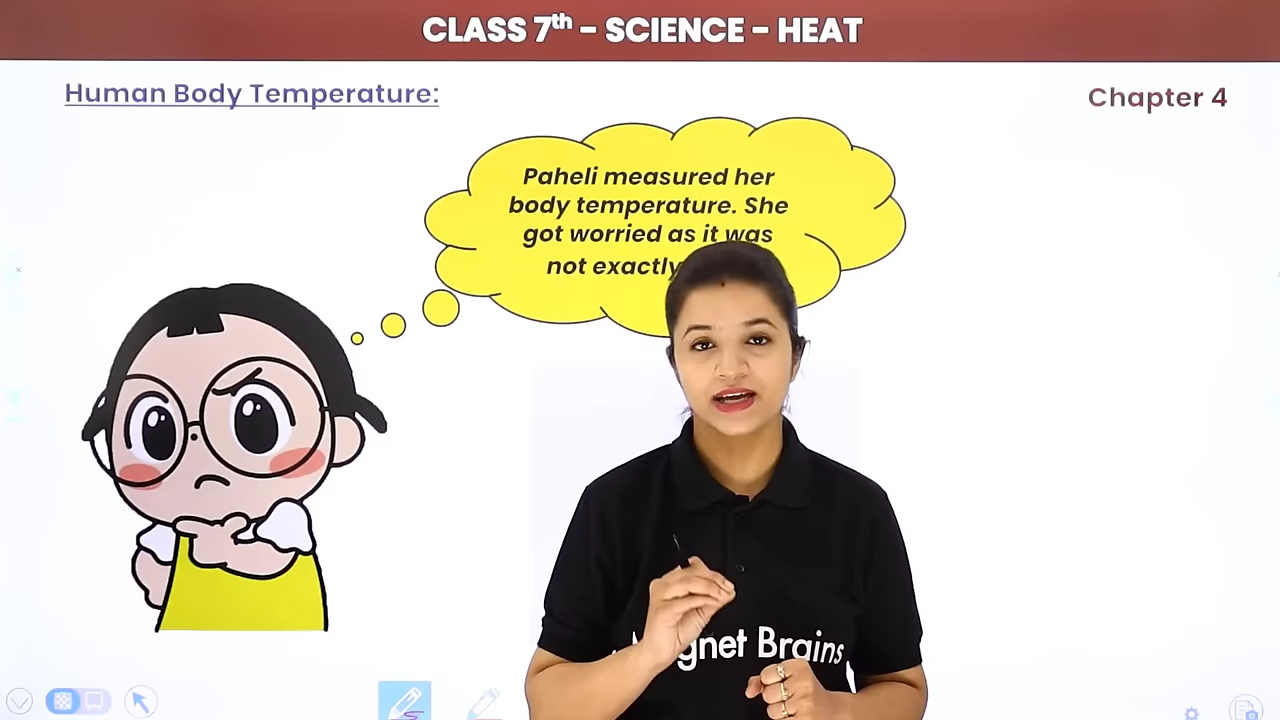 CLASS 7th - SCIENCE - HEAT
Human Body Temperature:
Chapter 4
Paheli measured her
body temperature. She
got worried as it was
not exactly
Brains